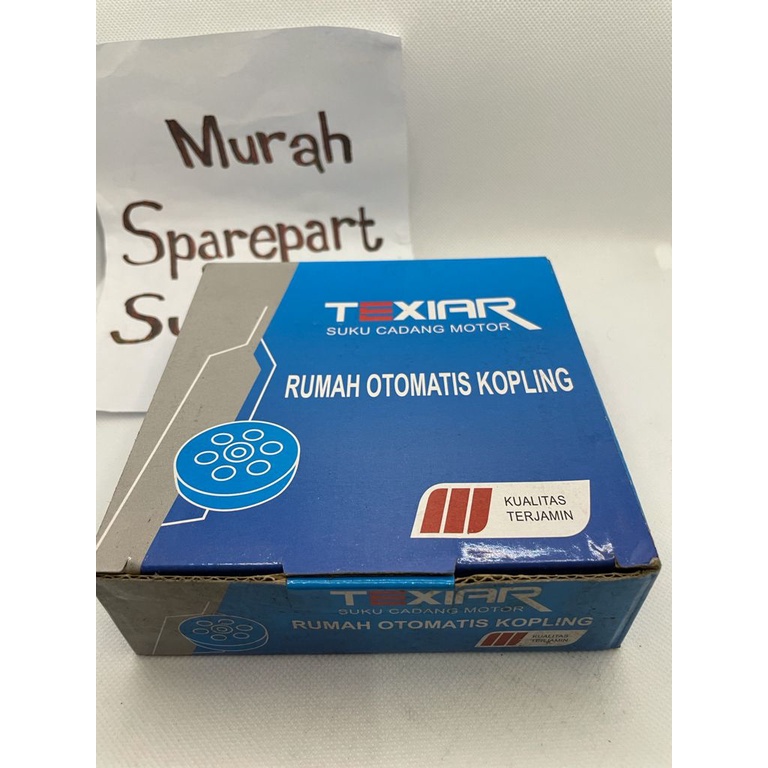 Murah
Sparepart
TEXIAR
SUKU CADANG MOTOR
RUMAH OTOMATIS KOPLING
KUALITAS
TERJAMIN
TEXIAR
SUKU CADANG MOTOR
RUMAH OTOMATIS KOPLING
KUALITAS
TERJAMIN